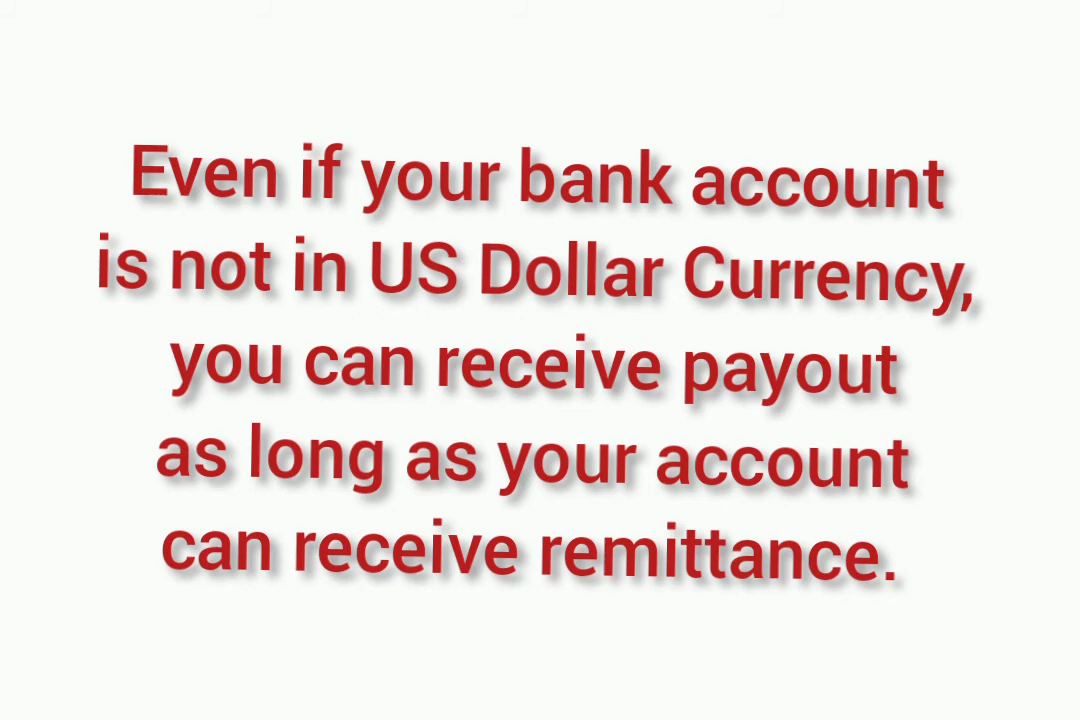 Even if your bank account
is not in US Dollar Currency,
you can receive payout
as long as your account
can receive remittance.